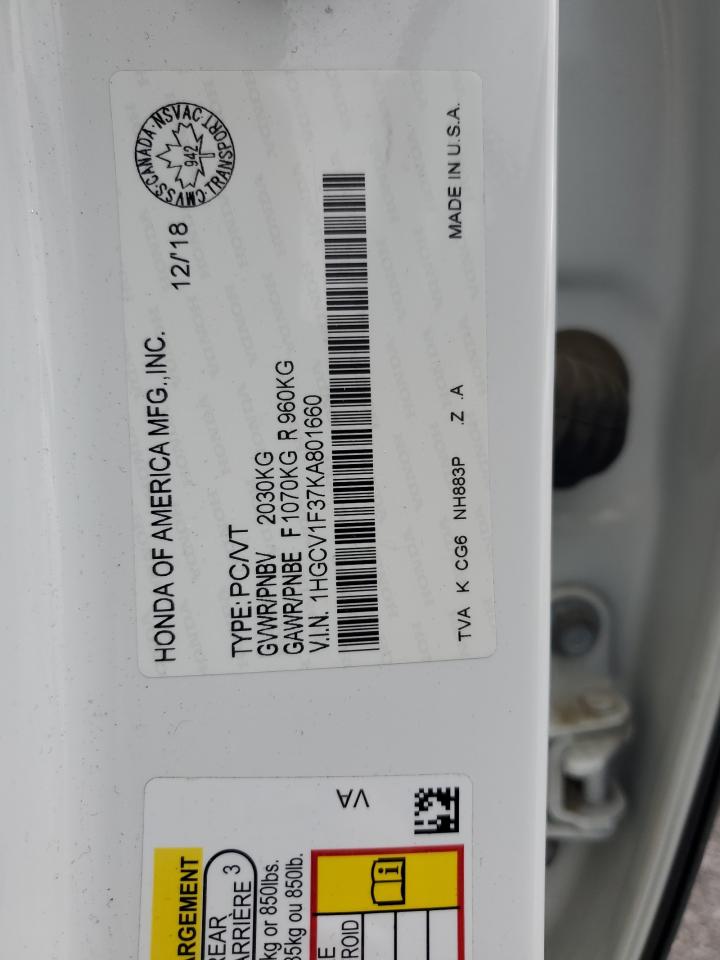 HONDA OF AMERICA MFG.,INC. 12/'18
CMVSS·CANADA·NSVAC·TRANSPORT
942
TYPE: PC/VT
GVWR/PNBV 2030KG
GAWR/PNBE F 1070KG R 960KG
V.I.N. 1HGCV1F37KA801660
TVA K CG6 NH883P .Z .A MADE IN U.S.A.
HONDA
VA
ARGEMENT
REAR
ARRIÈRE 3
kg or 850lbs.
85kg ou 850lb.
ROID